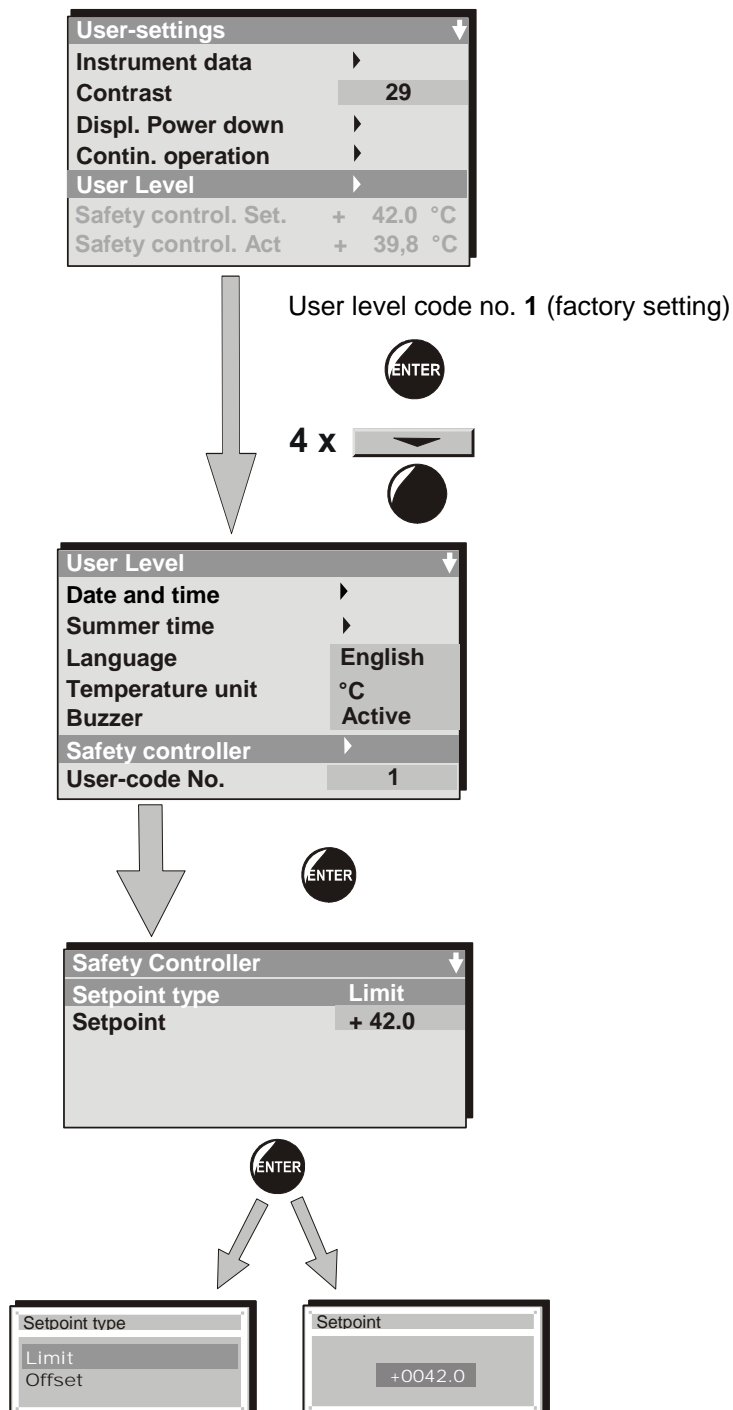 User-settings
Instrument data
Contrast 29
Displ. Power down
Contin. operation
User Level
Safety control. Set. + 42.0 °C
Safety control. Act + 39,8 °C
User level code no. 1 (factory setting)
ENTER
4 x
User Level
Date and time
Summer time
Language English
Temperature unit °C
Buzzer Active
Safety controller
User-code No. 1
ENTER
Safety Controller
Setpoint type Limit
Setpoint + 42.0
ENTER
Setpoint type
Limit
Offset
Setpoint
+0042.0